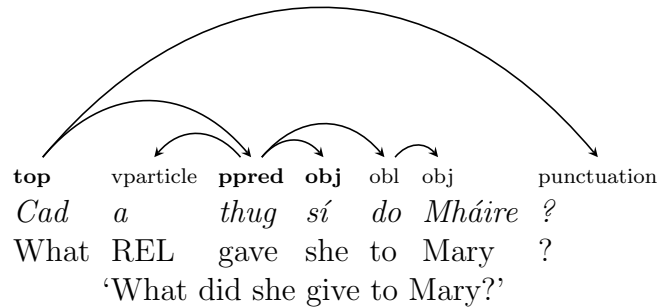 top vparticle ppred obj obl obj punctuation
Cad a thug sí do Mháire ?
What REL gave she to Mary ?
‘What did she give to Mary?’